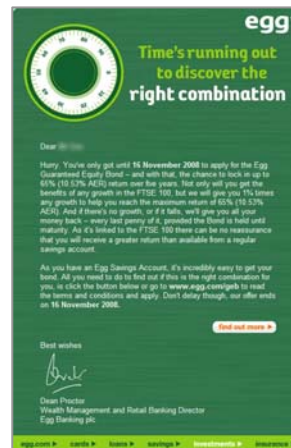 egg
Time's running out
to discover the
right combination
Dear
Hurry. You've only got until 16 November 2008 to apply for the Egg
Guaranteed Equity Bond – and with that, the chance to lock in up to
65% (10.53% AER) return over five years. Not only will you get the
benefits of any growth in the FTSE 100, but we will give you 1½ times
any growth to help you reach the maximum return of 65% (10.53%
AER). And if there's no growth, or if it falls, we'll give you all your
money back – every last penny of it, provided the Bond is held until
maturity. As it's linked to the FTSE 100 there can be no reassurance
that you will receive a greater return than available from a regular
savings account.
As you have an Egg Savings Account, it's incredibly easy to get your
bond. All you need to do to find out if this is the right combination for
you, is click the button below or go to www.egg.com/geb to read
the terms and conditions and apply. Don't delay though, our offer ends
on 16 November 2008.
find out more
Best wishes
Dean Proctor
Wealth Management and Retail Banking Director
Egg Banking plc
egg.com cards loans savings investments insurance